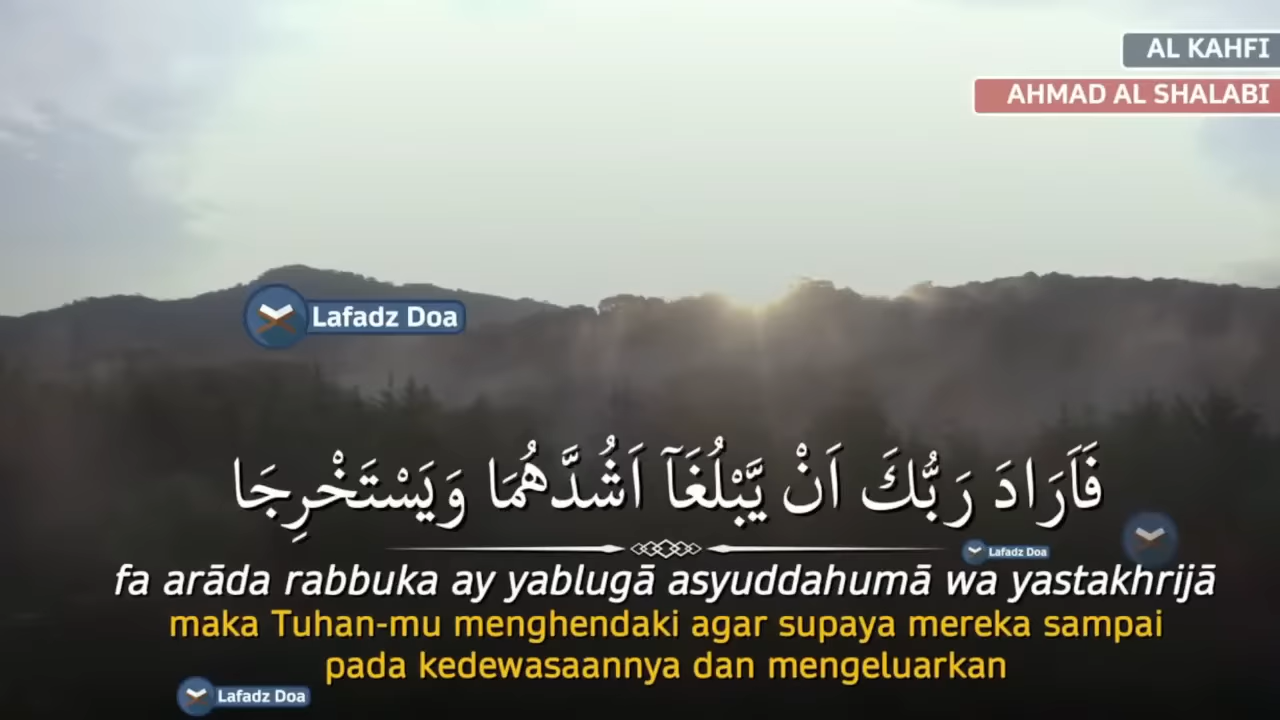 AL KAHFI
AHMAD AL SHALABI
Lafadz Doa
فَاَرَادَ رَبُّكَ اَنْ يَّبْلُغَآ اَشُدَّهُمَا وَيَسْتَخْرِجَا
Lafadz Doa
fa arāda rabbuka ay yablugā asyuddahumā wa yastakhrijā
maka Tuhan-mu menghendaki agar supaya mereka sampai
pada kedewasaannya dan mengeluarkan
Lafadz Doa